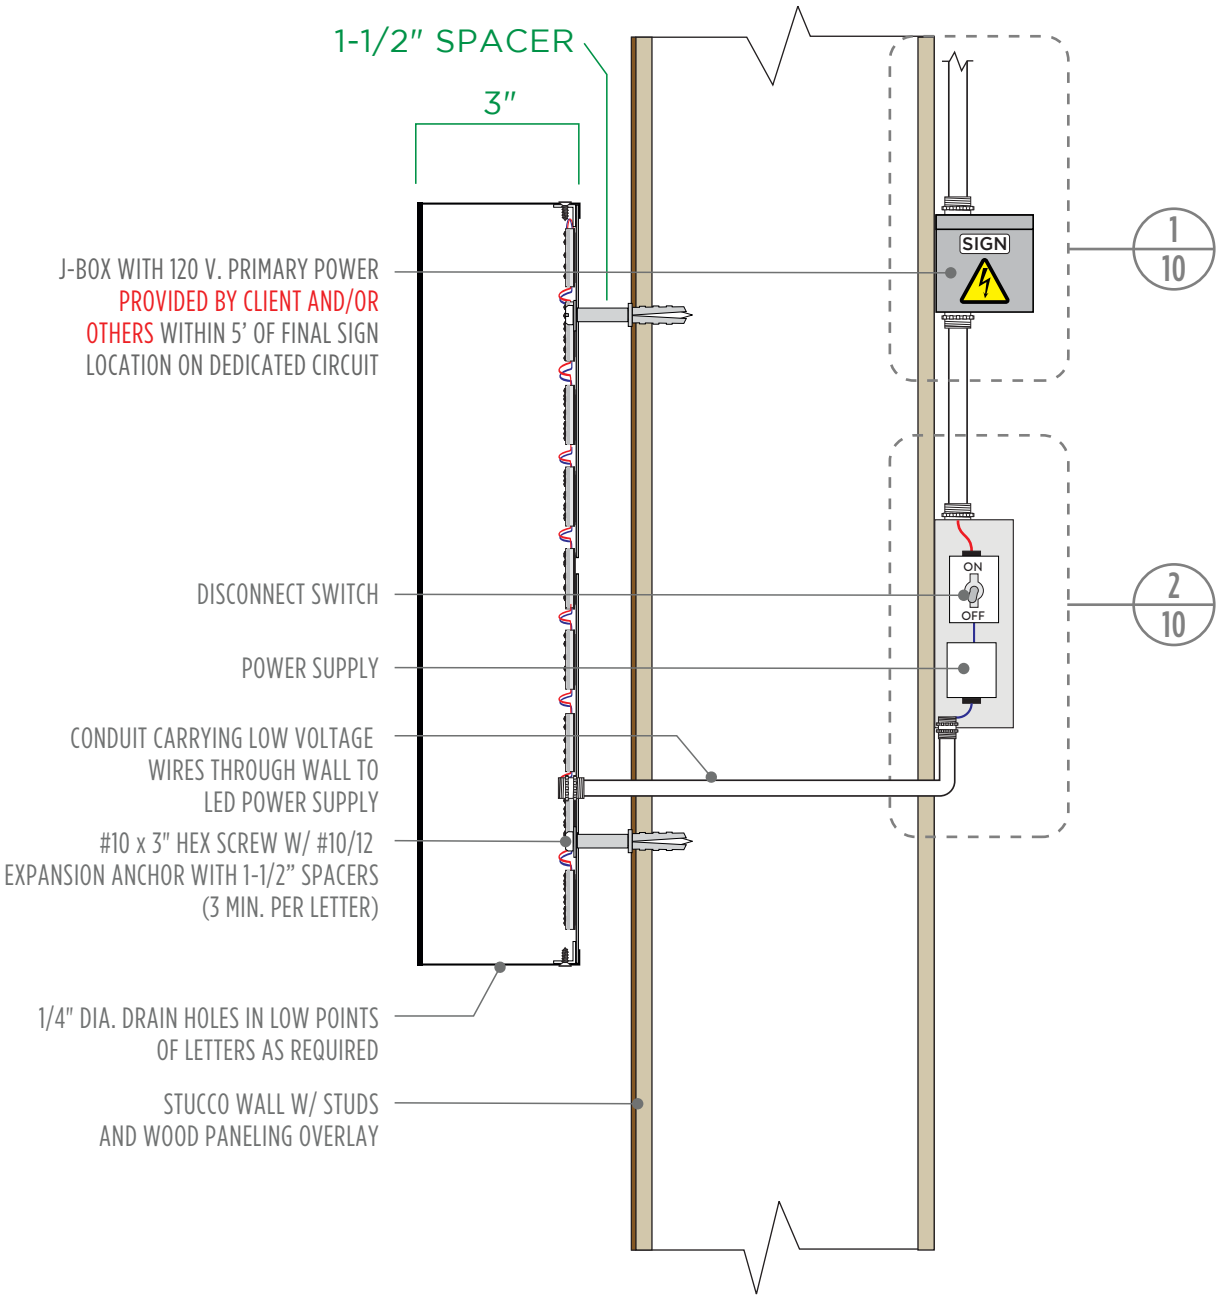 1-1/2" SPACER
3"
J-BOX WITH 120 V. PRIMARY POWER
PROVIDED BY CLIENT AND/OR
OTHERS WITHIN 5’ OF FINAL SIGN
LOCATION ON DEDICATED CIRCUIT
SIGN
1
10
DISCONNECT SWITCH
ON
OFF
2
10
POWER SUPPLY
CONDUIT CARRYING LOW VOLTAGE
WIRES THROUGH WALL TO
LED POWER SUPPLY
#10 x 3" HEX SCREW W/ #10/12
EXPANSION ANCHOR WITH 1-1/2” SPACERS
(3 MIN. PER LETTER)
1/4" DIA. DRAIN HOLES IN LOW POINTS
OF LETTERS AS REQUIRED
STUCCO WALL W/ STUDS
AND WOOD PANELING OVERLAY